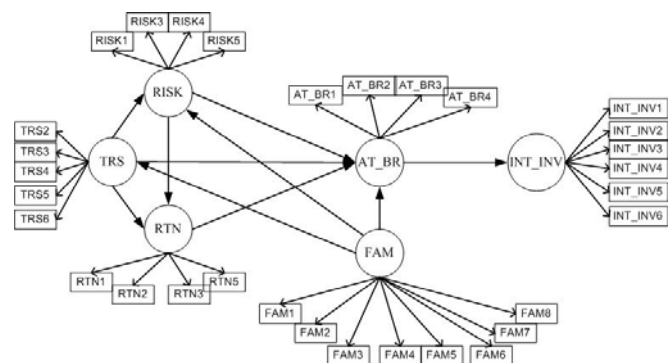 RISK3
RISK4
RISK1
RISK5
RISK
AT_BR2
AT_BR3
AT_BR1
AT_BR4
TRS2
TRS3
TRS4
TRS5
TRS6
TRS
AT_BR
INT_INV
INT_INV1
INT_INV2
INT_INV3
INT_INV4
INT_INV5
INT_INV6
RTN
FAM
RTN1
RTN2
RTN3
RTN5
FAM1
FAM2
FAM3
FAM4
FAM5
FAM6
FAM7
FAM8